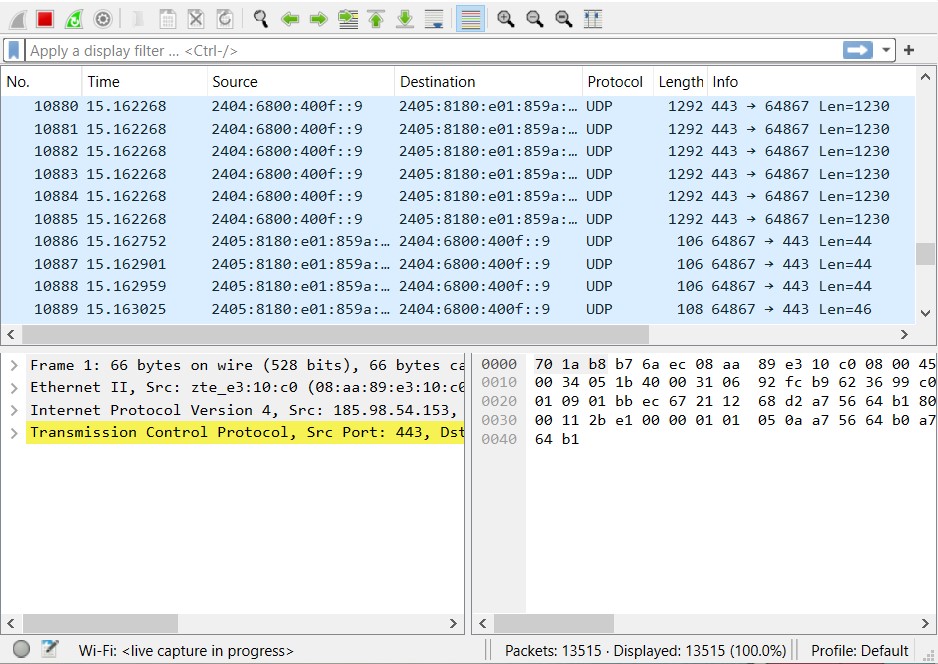 Apply a display filter ... <Ctrl-/>
No. Time Source Destination Protocol Length Info
10880 15.162268 2404:6800:400f::9 2405:8180:e01:859a:… UDP 1292 443 → 64867 Len=1230
10881 15.162268 2404:6800:400f::9 2405:8180:e01:859a:… UDP 1292 443 → 64867 Len=1230
10882 15.162268 2404:6800:400f::9 2405:8180:e01:859a:… UDP 1292 443 → 64867 Len=1230
10883 15.162268 2404:6800:400f::9 2405:8180:e01:859a:… UDP 1292 443 → 64867 Len=1230
10884 15.162268 2404:6800:400f::9 2405:8180:e01:859a:… UDP 1292 443 → 64867 Len=1230
10885 15.162268 2404:6800:400f::9 2405:8180:e01:859a:… UDP 1292 443 → 64867 Len=1230
10886 15.162752 2405:8180:e01:859a:… 2404:6800:400f::9 UDP 106 64867 → 443 Len=44
10887 15.162901 2405:8180:e01:859a:… 2404:6800:400f::9 UDP 106 64867 → 443 Len=44
10888 15.162959 2405:8180:e01:859a:… 2404:6800:400f::9 UDP 106 64867 → 443 Len=44
10889 15.163025 2405:8180:e01:859a:… 2404:6800:400f::9 UDP 108 64867 → 443 Len=46
Frame 1: 66 bytes on wire (528 bits), 66 bytes ca
Ethernet II, Src: zte_e3:10:c0 (08:aa:89:e3:10:c0
Internet Protocol Version 4, Src: 185.98.54.153,
Transmission Control Protocol, Src Port: 443, Dst
0000 70 1a b8 b7 6a ec 08 aa 89 e3 10 c0 08 00 45
0010 00 34 05 1b 40 00 31 06 92 fc b9 62 36 99 c0
0020 01 09 01 bb ec 67 21 12 68 d2 a7 56 64 b1 80
0030 00 11 2b e1 00 00 01 01 05 0a a7 56 64 b0 a7
0040 64 b1
Wi-Fi: <live capture in progress>
Packets: 13515 · Displayed: 13515 (100.0%)
Profile: Default